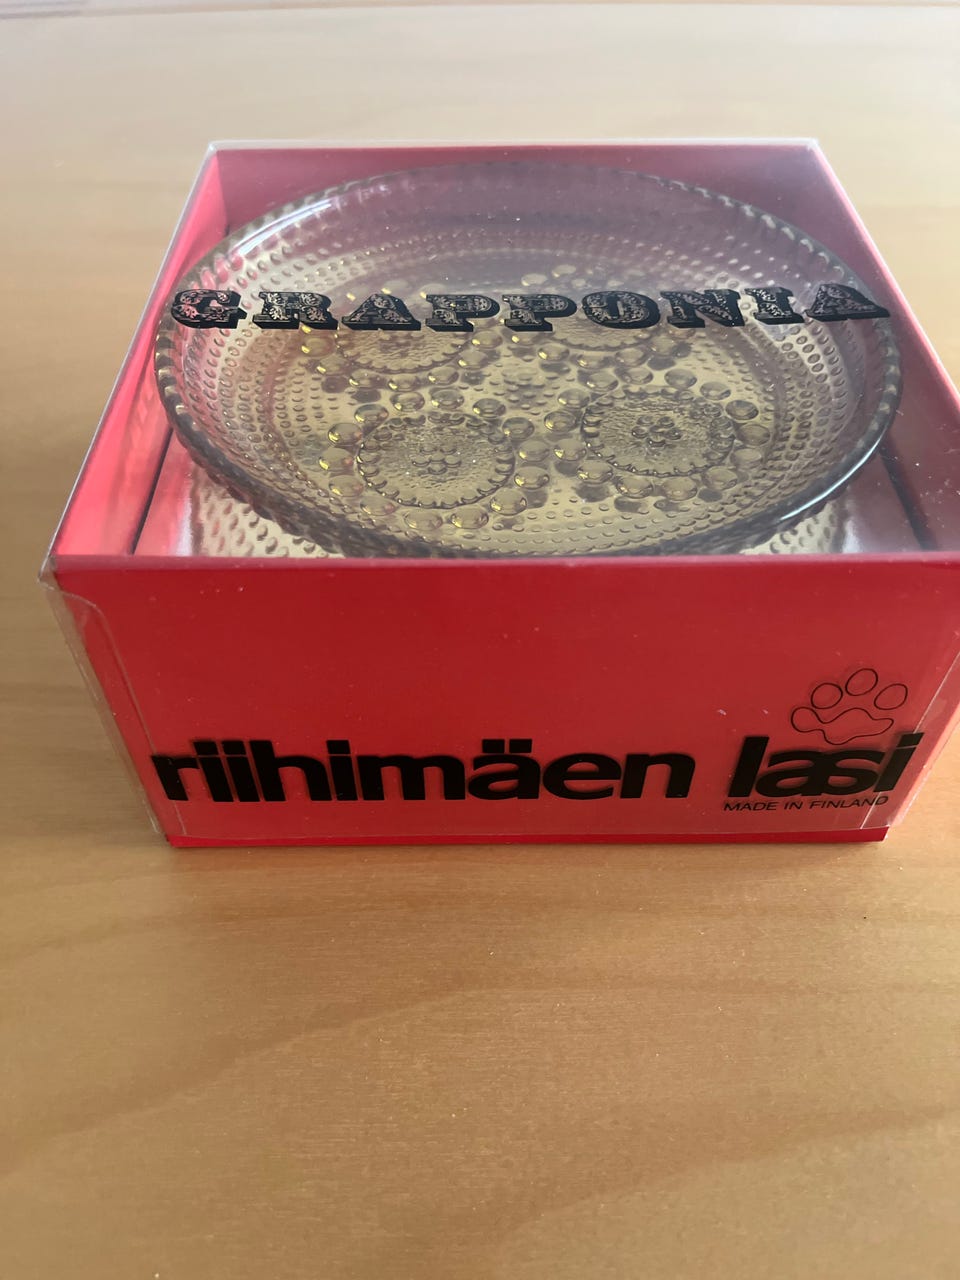 GRAPPONIA
riihimäen lasi
MADE IN FINLAND